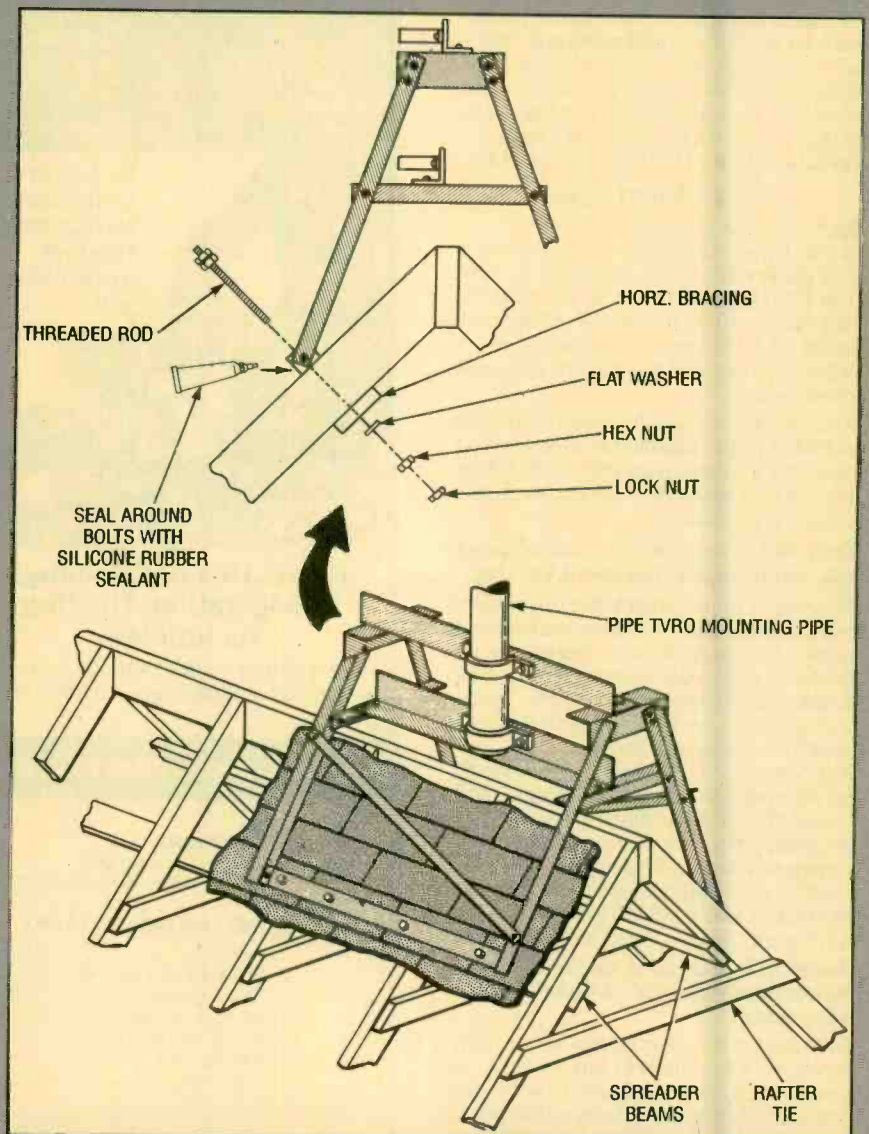 THREADED ROD
HORZ. BRACING
FLAT WASHER
HEX NUT
LOCK NUT
SEAL AROUND
BOLTS WITH
SILICONE RUBBER
SEALANT
PIPE TVRO MOUNTING PIPE
SPREADER
BEAMS
RAFTER
TIE